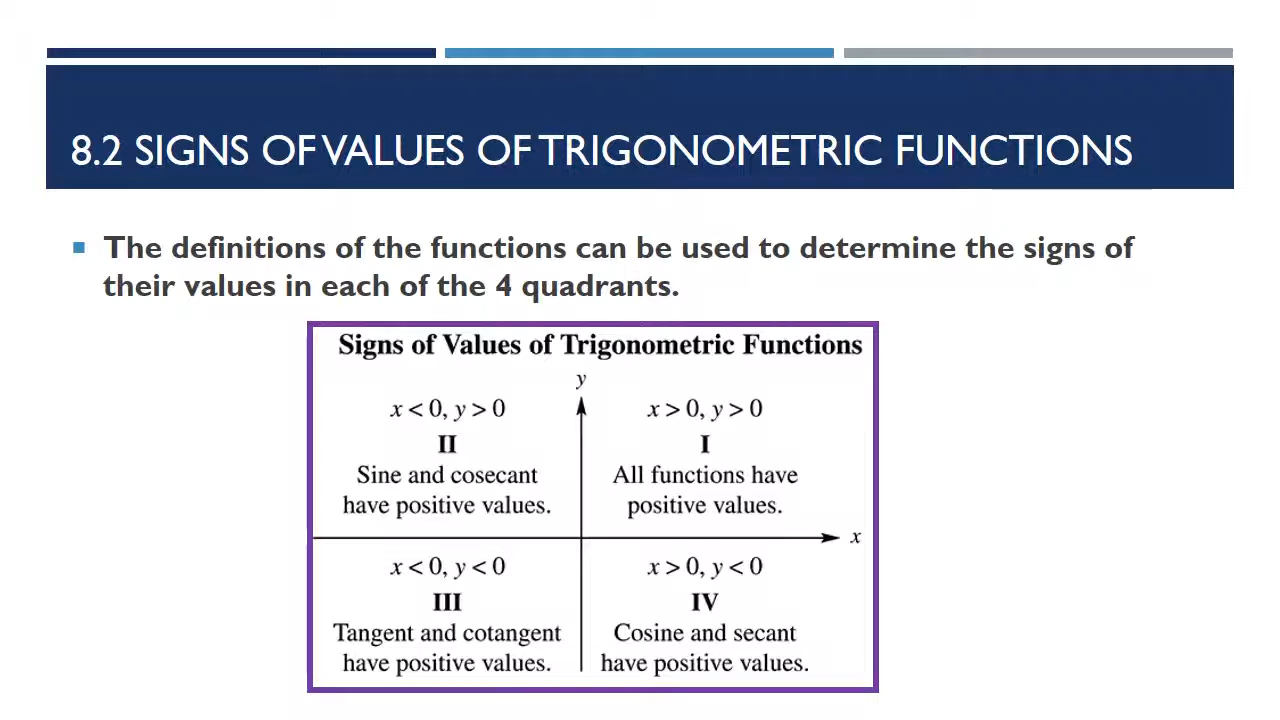 8.2 SIGNS OF VALUES OF TRIGONOMETRIC FUNCTIONS
The definitions of the functions can be used to determine the signs of
their values in each of the 4 quadrants.
Signs of Values of Trigonometric Functions
y
x < 0, y > 0
II
Sine and cosecant
have positive values.
x > 0, y > 0
I
All functions have
positive values.
x
x < 0, y < 0
III
Tangent and cotangent
have positive values.
x > 0, y < 0
IV
Cosine and secant
have positive values.